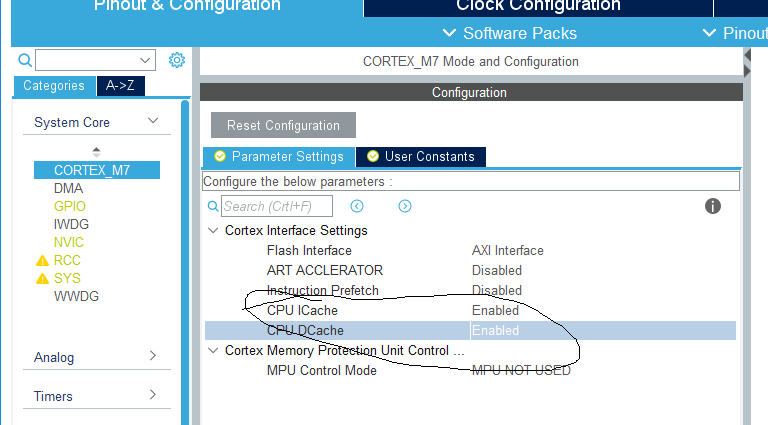 Pinout & Configuration
Clock Configuration
Software Packs
Pinout
CORTEX_M7 Mode and Configuration
Categories
A->Z
System Core
CORTEX_M7
DMA
GPIO
IWDG
NVIC
RCC
SYS
WWDG
Analog
Timers
Configuration
Reset Configuration
Parameter Settings
User Constants
Configure the below parameters :
Search (Crtl+F)
Cortex Interface Settings
Flash Interface AXI Interface
ART ACCLERATOR Disabled
Instruction Prefetch Disabled
CPU ICache Enabled
CPU DCache Enabled
Cortex Memory Protection Unit Control ...
MPU Control Mode MPU NOT USED